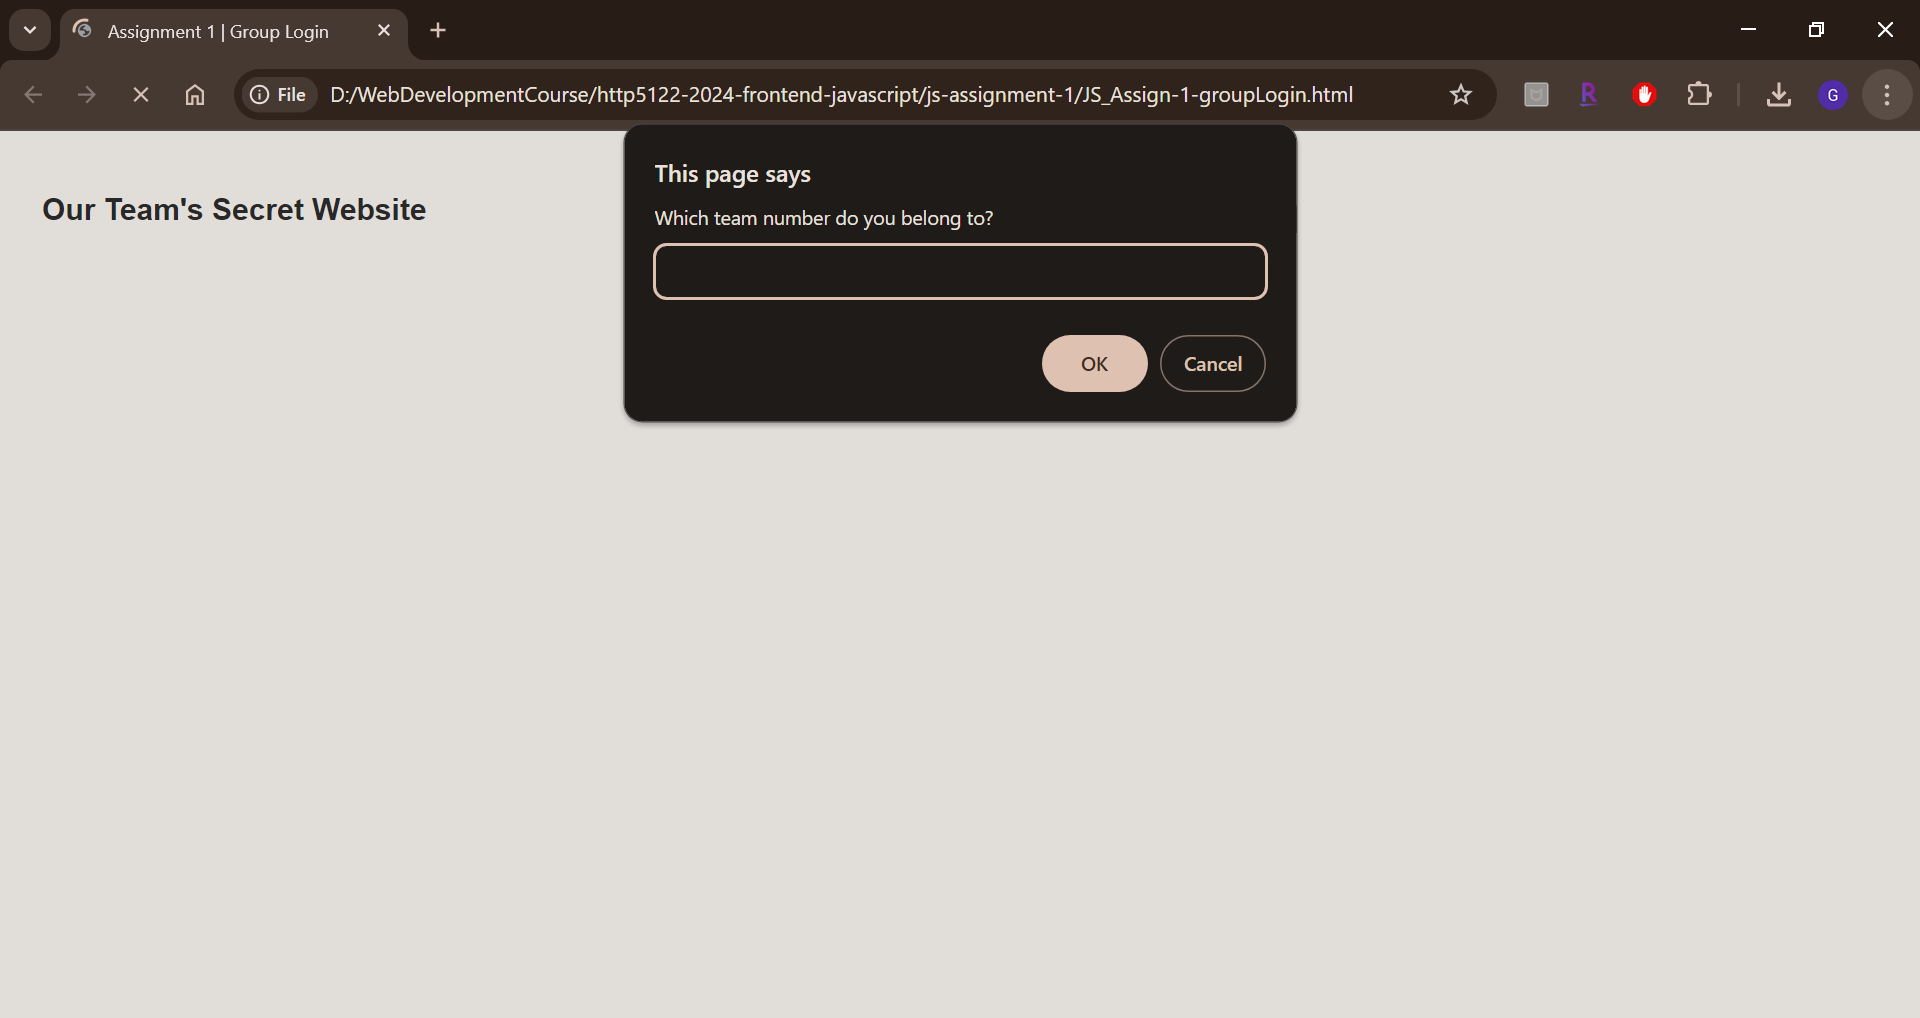 Assignment 1 | Group Login
File
D:/WebDevelopmentCourse/http5122-2024-frontend-javascript/js-assignment-1/JS_Assign-1-groupLogin.html
R
G
Our Team's Secret Website
This page says
Which team number do you belong to?
OK
Cancel